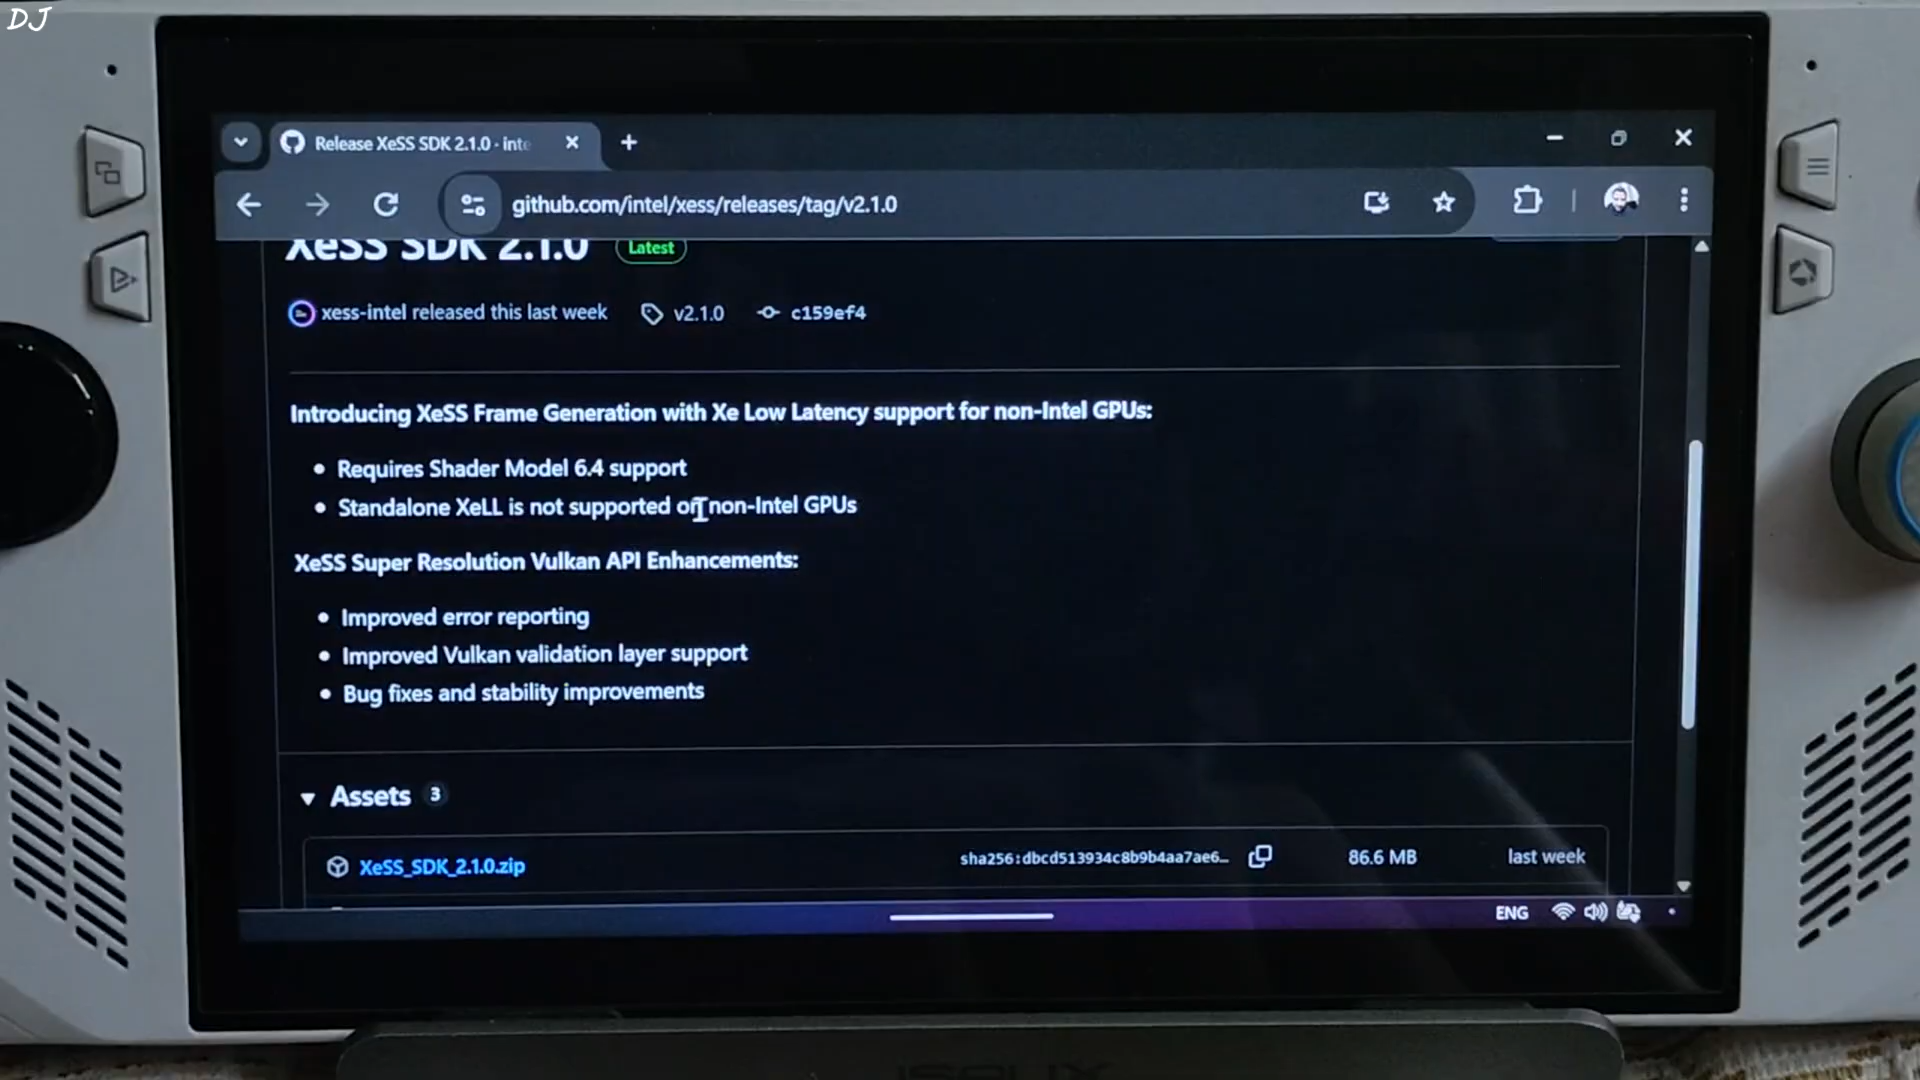 DJ
Release XeSS SDK 2.1.0 · inte
github.com/intel/xess/releases/tag/v2.1.0
XeSS SDK 2.1.0 Latest
xess-intel released this last week v2.1.0 c159ef4
Introducing XeSS Frame Generation with Xe Low Latency support for non-Intel GPUs:
Requires Shader Model 6.4 support
Standalone XeLL is not supported on non-Intel GPUs
XeSS Super Resolution Vulkan API Enhancements:
Improved error reporting
Improved Vulkan validation layer support
Bug fixes and stability improvements
Assets 3
XeSS_SDK_2.1.0.zip sha256:dbcd513934c8b9b4aa7ae6... 86.6 MB last week
ENG